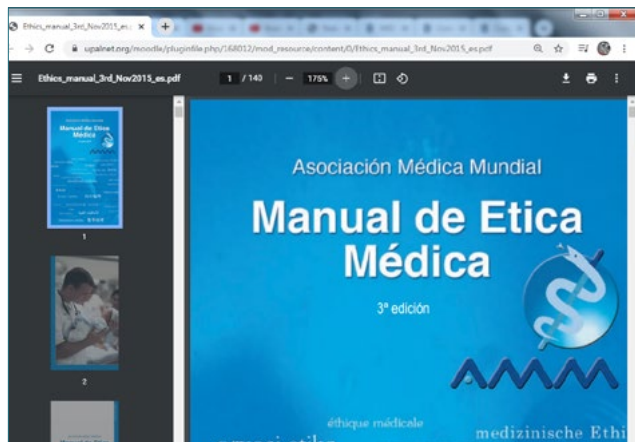 Ethics_manual_3rd_Nov2015_es.p
upalnet.org/moodle/pluginfile.php/168012/mod_resource/content/0/Ethics_manual_3rd_Nov2015_es.pdf
Ethics_manual_3rd_Nov2015_es.pdf
1 / 140
175%
Manual de Etica
Médica
1
2
Asociación Médica Mundial
Manual de Etica
Médica
3ª edición
AMM
éthique médicale
medizinische Ethi